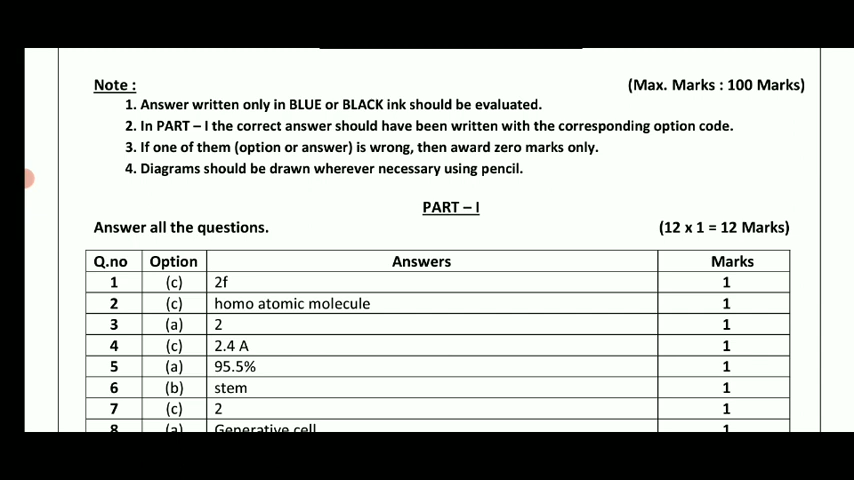 Note : (Max. Marks : 100 Marks)
1. Answer written only in BLUE or BLACK ink should be evaluated.
2. In PART – I the correct answer should have been written with the corresponding option code.
3. If one of them (option or answer) is wrong, then award zero marks only.
4. Diagrams should be drawn wherever necessary using pencil.
PART – I
Answer all the questions. (12 x 1 = 12 Marks)
Q.no Option Answers Marks
1 (c) 2f 1
2 (c) homo atomic molecule 1
3 (a) 2 1
4 (c) 2.4 A 1
5 (a) 95.5% 1
6 (b) stem 1
7 (c) 2 1
8 (a) Generative cell 1